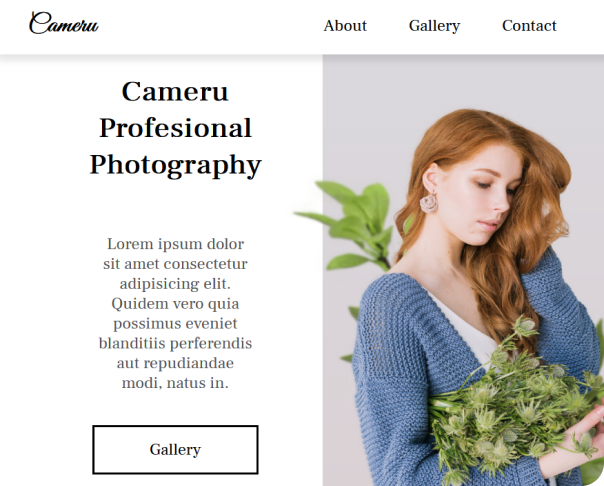 Cameru
About Gallery Contact
Cameru
Profesional
Photography
Lorem ipsum dolor
sit amet consectetur
adipisicing elit.
Quidem vero quia
possimus eveniet
blanditiis perferendis
aut repudiandae
modi, natus in.
Gallery